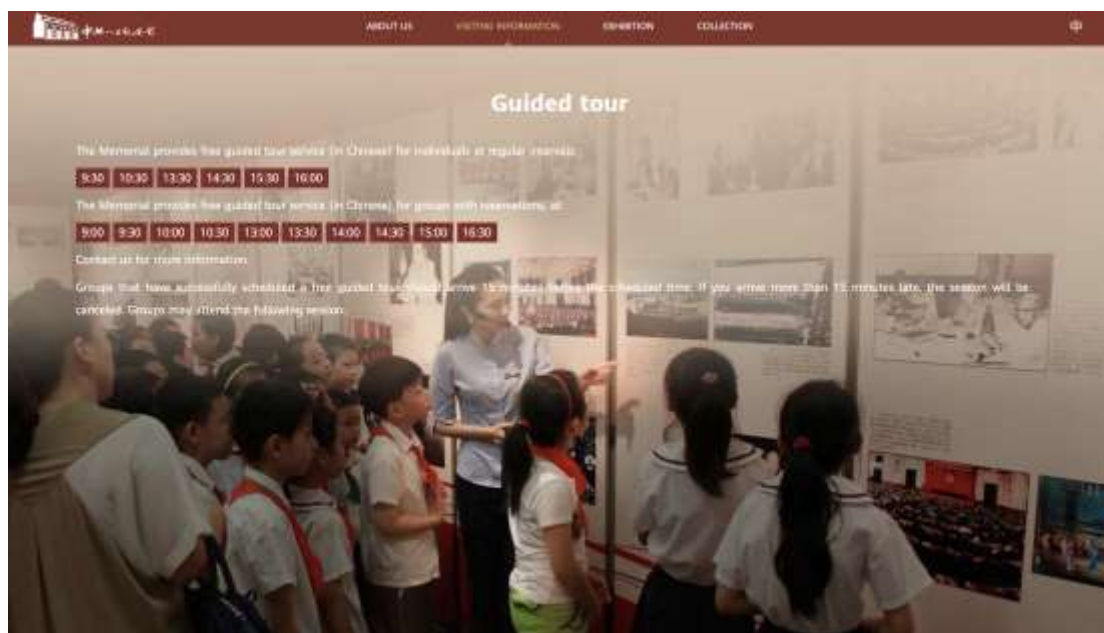 ABOUT US
VISITING INFORMATION
EXHIBITION
COLLECTION
中
Guided tour
The Memorial provides free guided tour service (in Chinese) for individuals at regular intervals:
9:30 10:30 13:30 14:30 15:30 16:00
The Memorial provides free guided tour service (in Chinese) for groups with reservations, at:
9:00 9:30 10:00 10:30 13:00 13:30 14:00 14:30 15:00 16:30
Contact us for more information.
Groups that have successfully scheduled a free guided tour should arrive 15 minutes before the scheduled time. If you arrive more than 15 minutes late, the session will be
canceled. Groups may attend the following session.